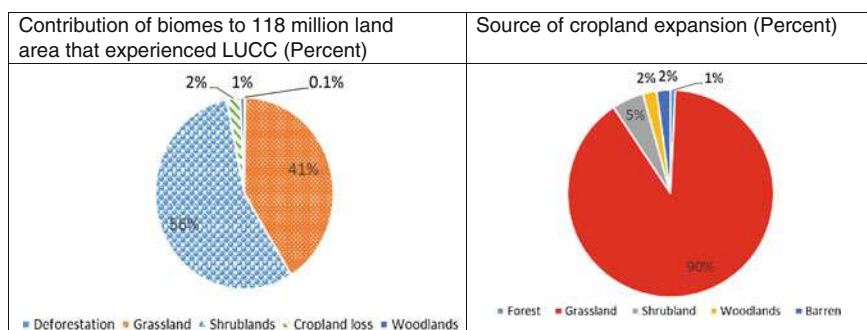 Contribution of biomes to 118 million land
area that experienced LUCC (Percent)
2% 1% 0.1%
41%
56%
Deforestation Grassland Shrublands Cropland loss Woodlands
Source of cropland expansion (Percent)
2% 2% 1%
5%
90%
Forest Grassland Shrubland Woodlands Barren